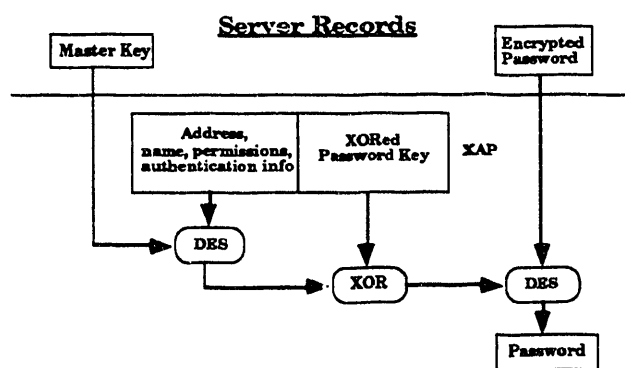 Server Records
Master Key
Encrypted
Password
Address,
name, permissions,
authentication info
XORed
Password Key
XAP
DES
XOR
DES
Password